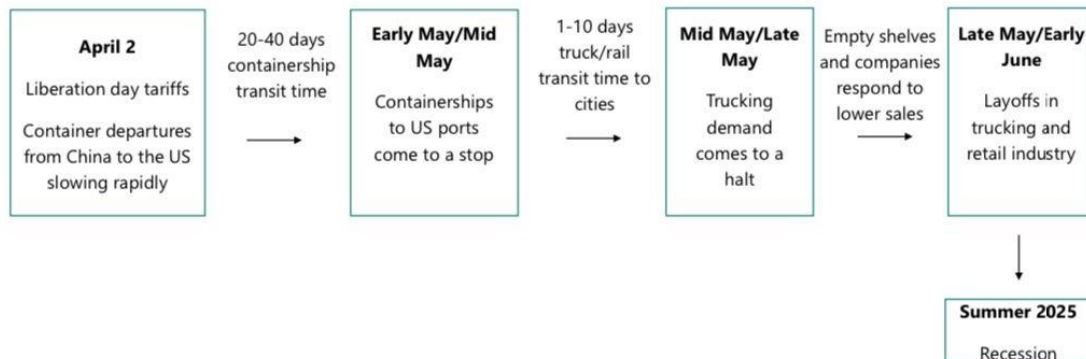 April 2
Liberation day tariffs
Container departures
from China to the US
slowing rapidly
20-40 days
containership
transit time
Early May/Mid
May
Containerships
to US ports
come to a stop
1-10 days
truck/rail
transit time to
cities
Mid May/Late
May
Trucking
demand
comes to a
halt
Empty shelves
and companies
respond to
lower sales
Late May/Early
June
Layoffs in
trucking and
retail industry
Summer 2025
Recession